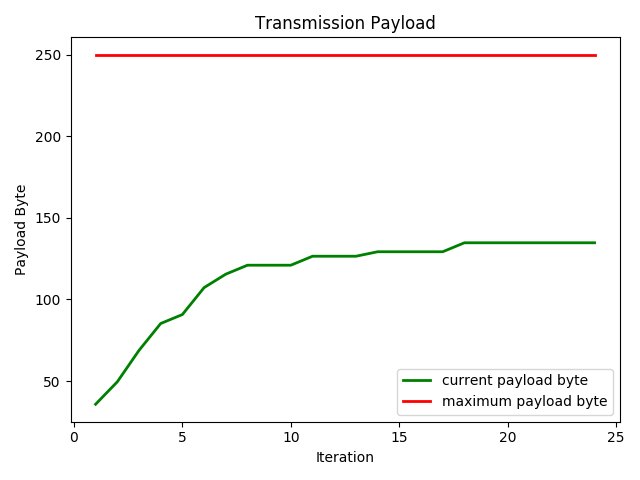 Transmission Payload
250
200
150
100
50
Payload Byte
0
5
10
15
20
25
Iteration
current payload byte
maximum payload byte